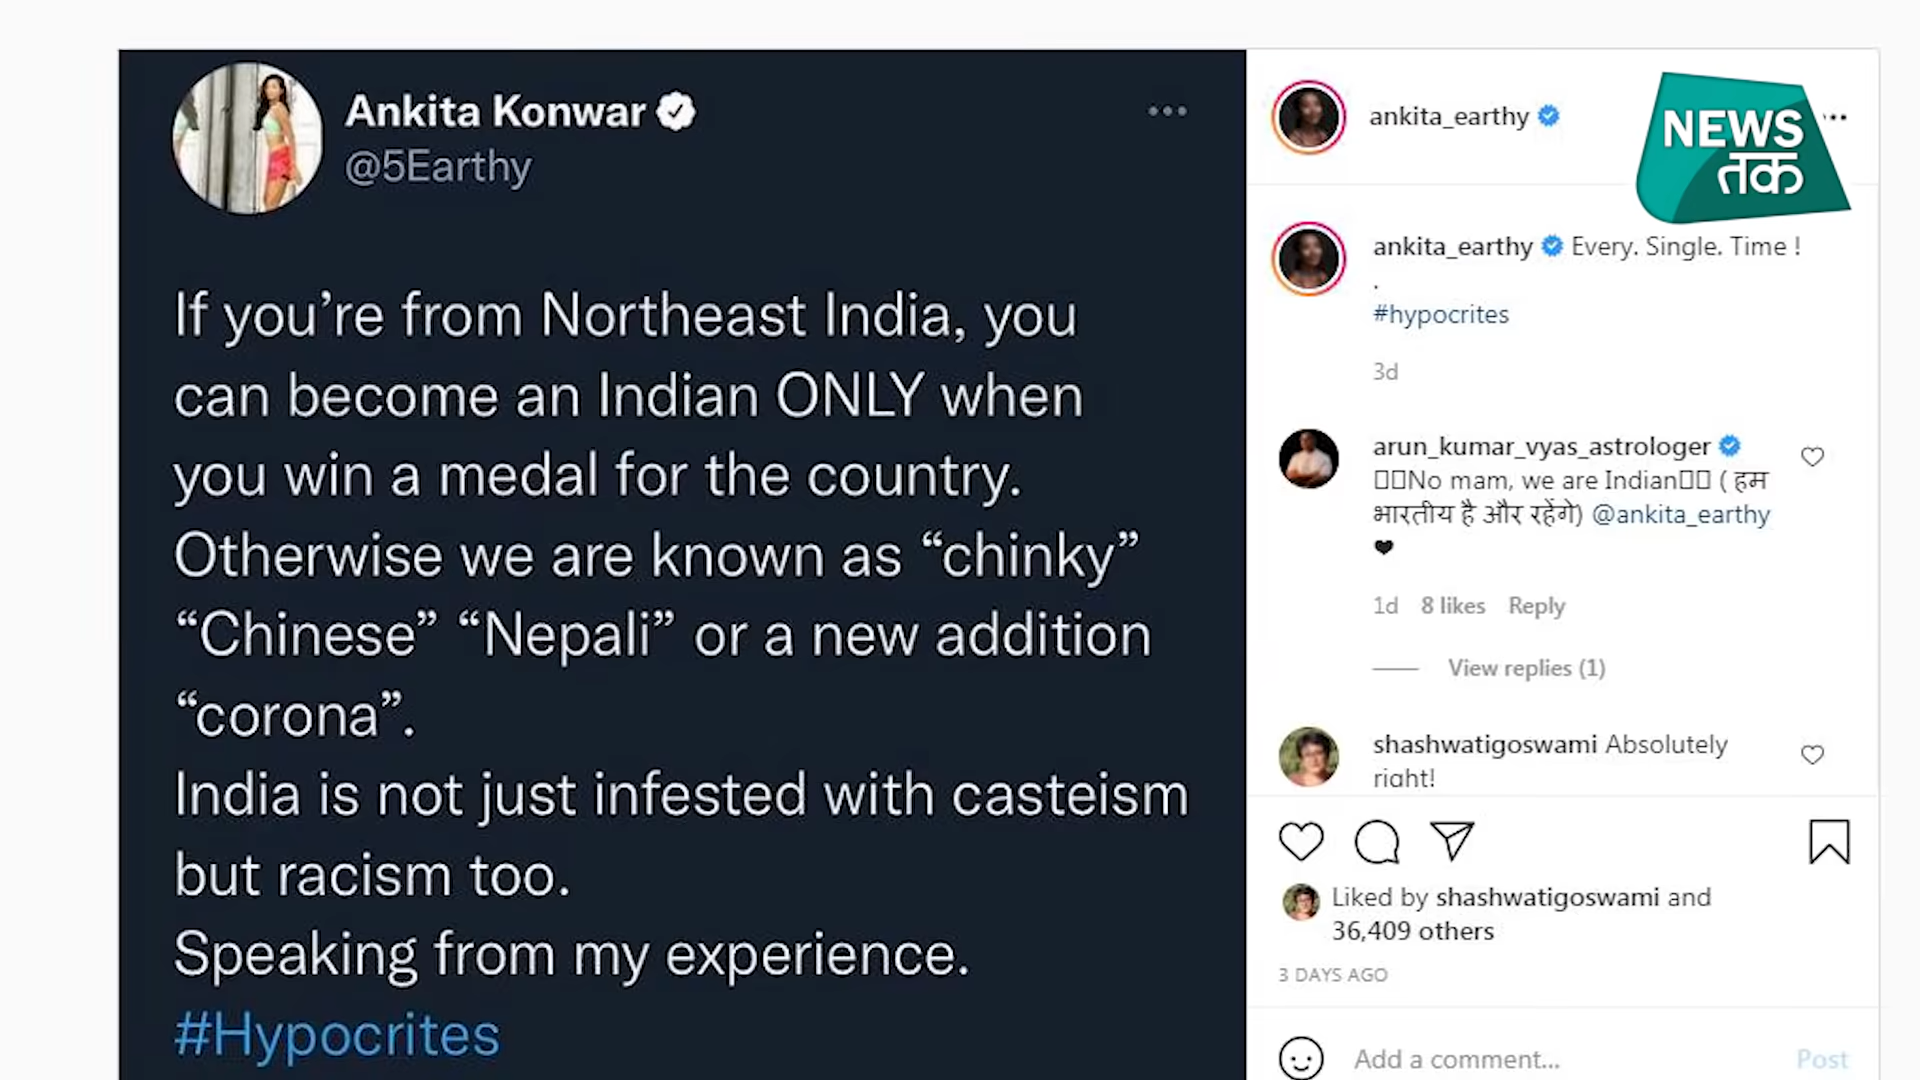 Ankita Konwar
@5Earthy
If you’re from Northeast India, you
can become an Indian ONLY when
you win a medal for the country.
Otherwise we are known as “chinky”
“Chinese” “Nepali” or a new addition
“corona”.
India is not just infested with casteism
but racism too.
Speaking from my experience.
#Hypocrites
ankita_earthy
NEWS
तक
ankita_earthy Every. Single. Time !
.
#hypocrites
3d
arun_kumar_vyas_astrologer
No mam, we are Indian ( हम
भारतीय है और रहेंगे) @ankita_earthy
1d 8 likes Reply
View replies (1)
shashwatigoswami Absolutely
right!
Liked by shashwatigoswami and
36,409 others
3 DAYS AGO
Add a comment... Post